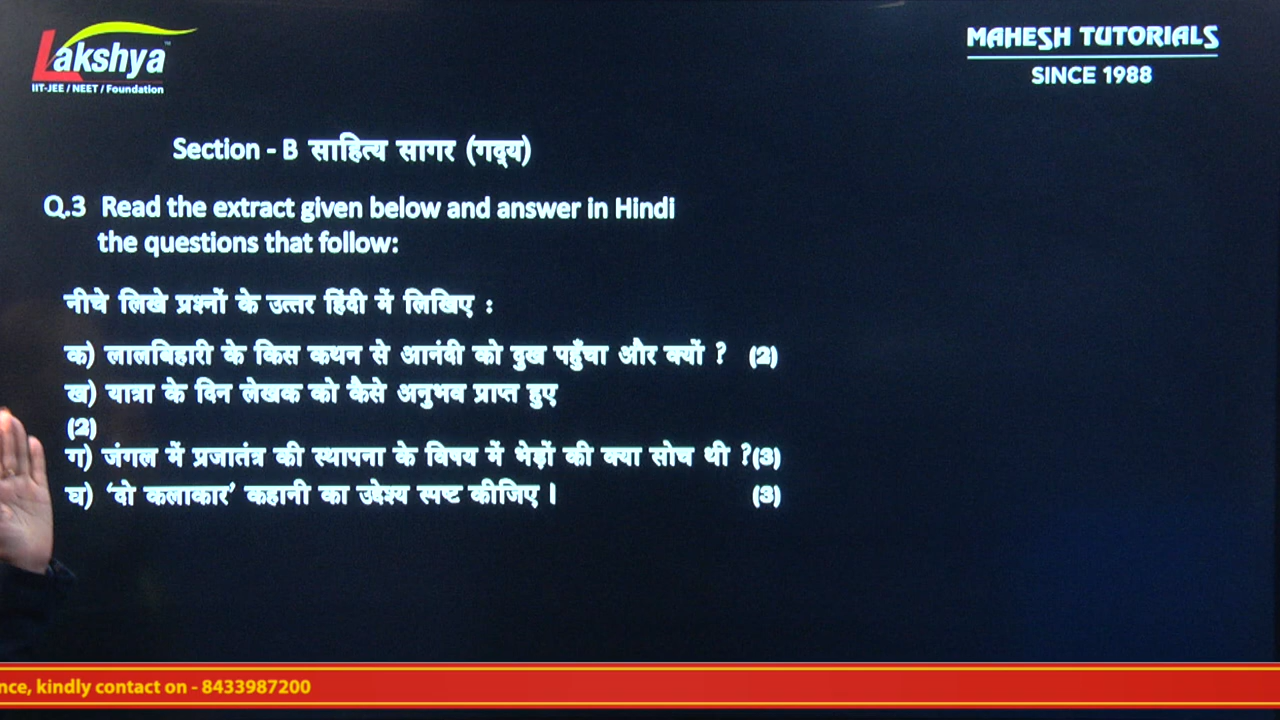 Lakshya
IIT-JEE / NEET / Foundation
MAHESH TUTORIALS
SINCE 1988
Section - B साहित्य सागर (गद्य)
Q.3 Read the extract given below and answer in Hindi
the questions that follow:
नीचे लिखे प्रश्नों के उत्तर हिंदी में लिखिए :
क) लालबिहारी के किस कथन से आनंदी को दुख पहुँचा और क्यों ? (2)
ख) यात्रा के दिन लेखक को कैसे अनुभव प्राप्त हुए
(2)
ग) जंगल में प्रजातंत्र की स्थापना के विषय में भेड़ों की क्या सोच थी ?(3)
घ) 'दो कलाकार' कहानी का उद्देश्य स्पष्ट कीजिए । (3)
nce, kindly contact on - 8433987200